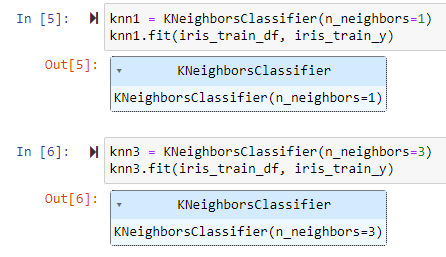 In [5]: knn1 = KNeighborsClassifier(n_neighbors=1)
knn1.fit(iris_train_df, iris_train_y)
Out[5]: KNeighborsClassifier
KNeighborsClassifier(n_neighbors=1)
In [6]: knn3 = KNeighborsClassifier(n_neighbors=3)
knn3.fit(iris_train_df, iris_train_y)
Out[6]: KNeighborsClassifier
KNeighborsClassifier(n_neighbors=3)